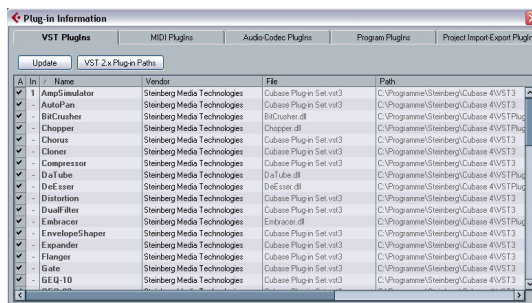 Plug-in Information
VST PlugIns MIDI PlugIns Audio-Codec PlugIns Program PlugIns Project Import-Export PlugIn
Update VST 2.x Plug-in Paths
A In / Name Vendor File Path
1 AmpSimulator Steinberg Media Technologies Cubase Plug-in Set.vst3 C:\Programme\Steinberg\Cubase 4\VST3
- AutoPan Steinberg Media Technologies Cubase Plug-in Set.vst3 C:\Programme\Steinberg\Cubase 4\VST3
- BitCrusher Steinberg Media Technologies BitCrusher.dll C:\Programme\Steinberg\Cubase 4\VSTPlug
- Chopper Steinberg Media Technologies Chopper.dll C:\Programme\Steinberg\Cubase 4\VSTPlug
- Chorus Steinberg Media Technologies Cubase Plug-in Set.vst3 C:\Programme\Steinberg\Cubase 4\VST3
- Cloner Steinberg Media Technologies Cubase Plug-in Set.vst3 C:\Programme\Steinberg\Cubase 4\VST3
- Compressor Steinberg Media Technologies Cubase Plug-in Set.vst3 C:\Programme\Steinberg\Cubase 4\VST3
- DaTube Steinberg Media Technologies DaTube.dll C:\Programme\Steinberg\Cubase 4\VSTPlug
- DeEsser Steinberg Media Technologies DeEsser.dll C:\Programme\Steinberg\Cubase 4\VSTPlug
- Distortion Steinberg Media Technologies Cubase Plug-in Set.vst3 C:\Programme\Steinberg\Cubase 4\VST3
- DualFilter Steinberg Media Technologies Cubase Plug-in Set.vst3 C:\Programme\Steinberg\Cubase 4\VST3
- Embracer Steinberg Media Technologies Embracer.dll C:\Programme\Steinberg\Cubase 4\VSTPlug
- EnvelopeShaper Steinberg Media Technologies Cubase Plug-in Set.vst3 C:\Programme\Steinberg\Cubase 4\VST3
- Expander Steinberg Media Technologies Cubase Plug-in Set.vst3 C:\Programme\Steinberg\Cubase 4\VST3
- Flanger Steinberg Media Technologies Cubase Plug-in Set.vst3 C:\Programme\Steinberg\Cubase 4\VST3
- Gate Steinberg Media Technologies Cubase Plug-in Set.vst3 C:\Programme\Steinberg\Cubase 4\VST3
- GEQ-10 Steinberg Media Technologies Cubase Plug-in Set.vst3 C:\Programme\Steinberg\Cubase 4\VST3